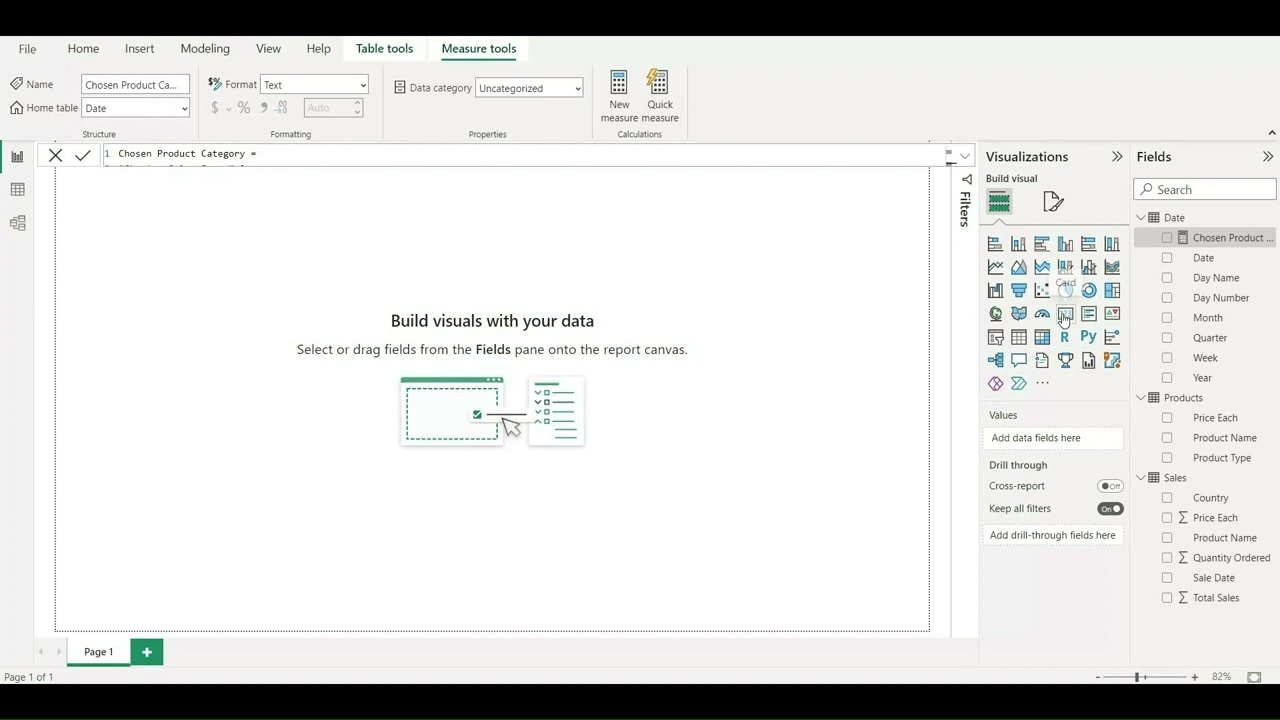 File Home Insert Modeling View Help Table tools Measure tools
Name Chosen Product Ca...
Home table Date
Structure
Format Text
$ % Auto
Formatting
Data category Uncategorized
Properties
New measure
Quick measure
Calculations
1 Chosen Product Category =
Filters
Build visuals with your data
Select or drag fields from the Fields pane onto the report canvas.
Visualizations
Build visual
Card
R Py
Values
Add data fields here
Drill through
Cross-report Off
Keep all filters On
Add drill-through fields here
Fields
Search
Date
Chosen Product ...
Date
Day Name
Day Number
Month
Quarter
Week
Year
Products
Price Each
Product Name
Product Type
Sales
Country
Σ Price Each
Product Name
Σ Quantity Ordered
Sale Date
Σ Total Sales
Page 1
Page 1 of 1
- + 82%